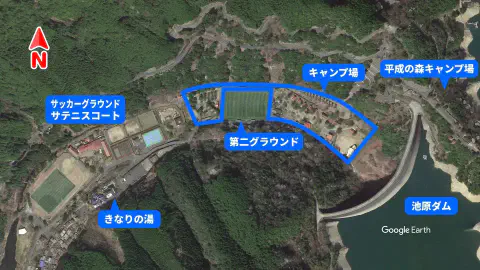 N
キャンプ場
平成の森キャンプ場
サッカーグラウンド
サテニスコート
第二グラウンド
きなりの湯
池原ダム
Google Earth